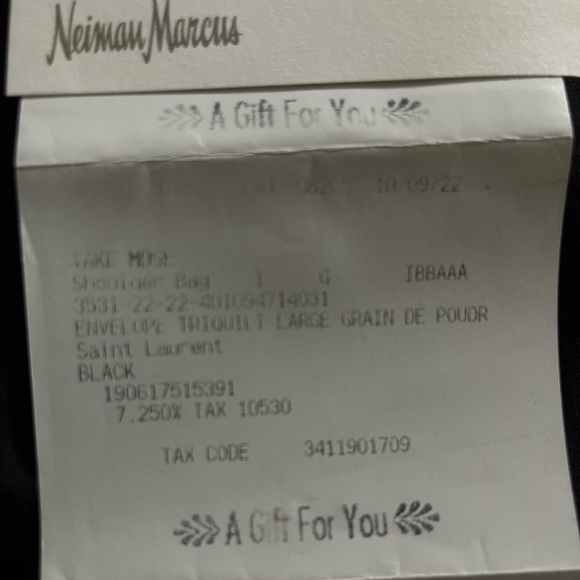 Neiman Marcus
A Gift For You
10/09/22
TAKE
Shoulder Bag 1 G IBBAAA
3531-22-22-401094714031
ENVELOPE TRIQUILT LARGE GRAIN DE POUDR
Saint Laurent
BLACK
190617515391
7.250% TAX 10530
TAX CODE 3411901709
A Gift For You